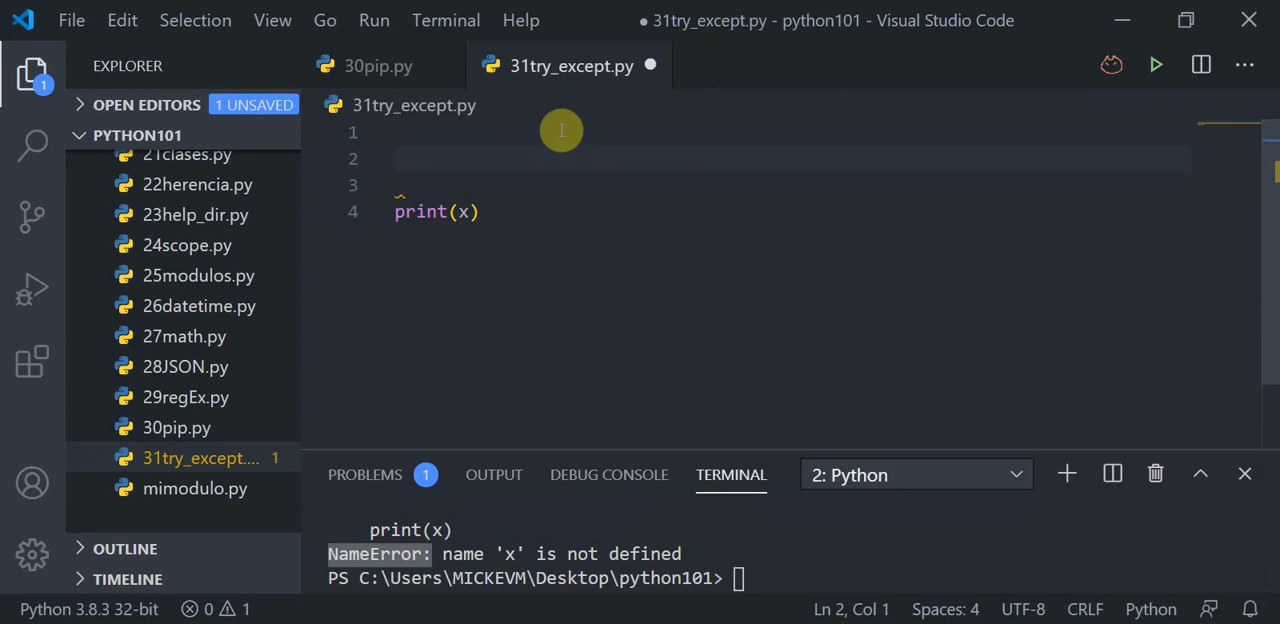 File Edit Selection View Go Run Terminal Help ● 31try_except.py - python101 - Visual Studio Code
EXPLORER
30pip.py
31try_except.py
OPEN EDITORS 1 UNSAVED
PYTHON101
21clases.py
22herencia.py
23help_dir.py
24scope.py
25modulos.py
26datetime.py
27math.py
28JSON.py
29regEx.py
30pip.py
31try_except.... 1
mimodulo.py
OUTLINE
TIMELINE
1
31try_except.py
1
2
3
4 print(x)
PROBLEMS 1 OUTPUT DEBUG CONSOLE TERMINAL 2: Python
print(x)
NameError: name 'x' is not defined
PS C:\Users\MICKEVM\Desktop\python101>
Python 3.8.3 32-bit 0 1 Ln 2, Col 1 Spaces: 4 UTF-8 CRLF Python